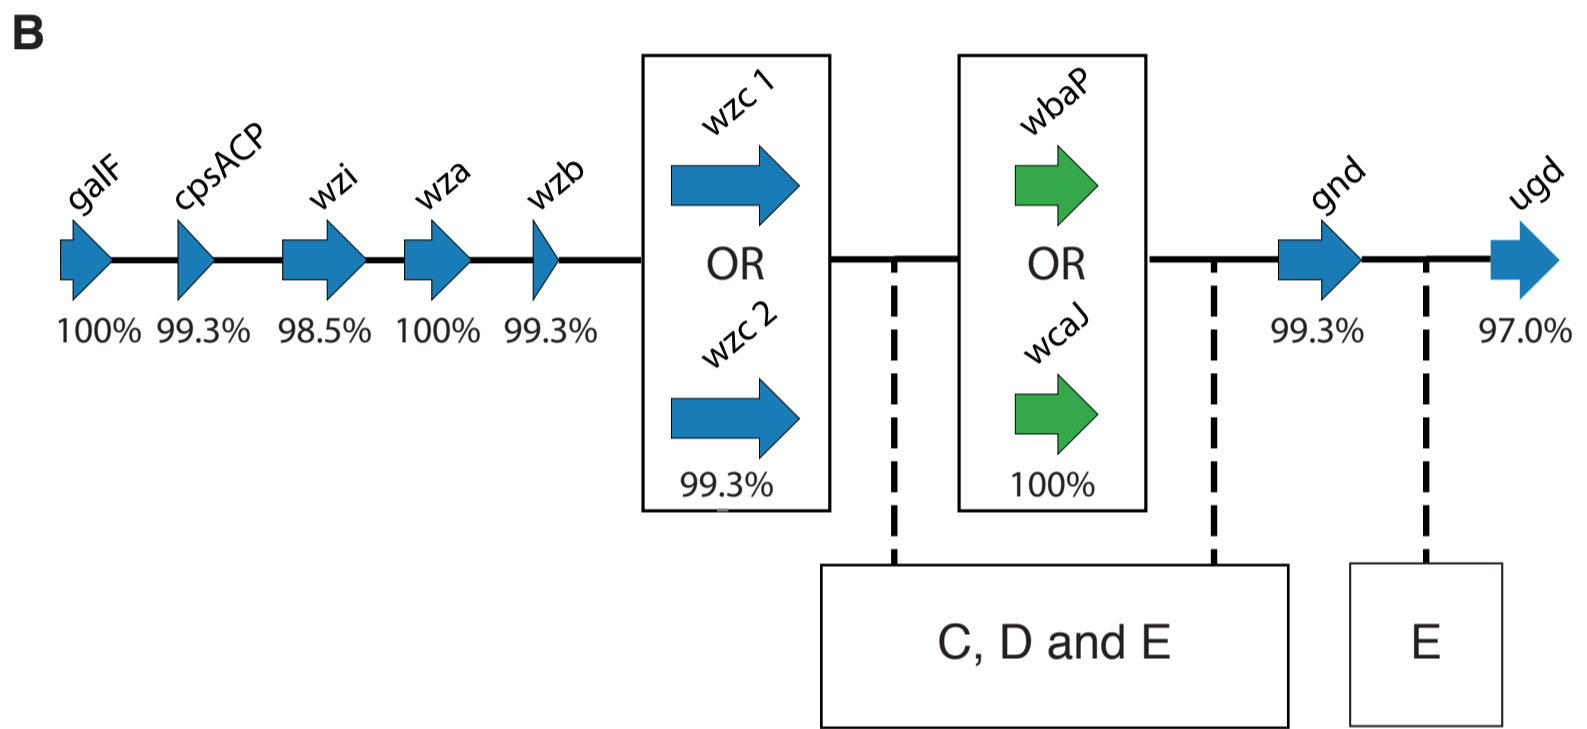 B
galF
cpsACP
wzi
wza
wzb
wzc 1
wbaP
gnd
ugd
OR
OR
100%
99.3%
98.5%
100%
99.3%
wzc 2
wcaJ
99.3%
97.0%
99.3%
100%
C, D and E
E